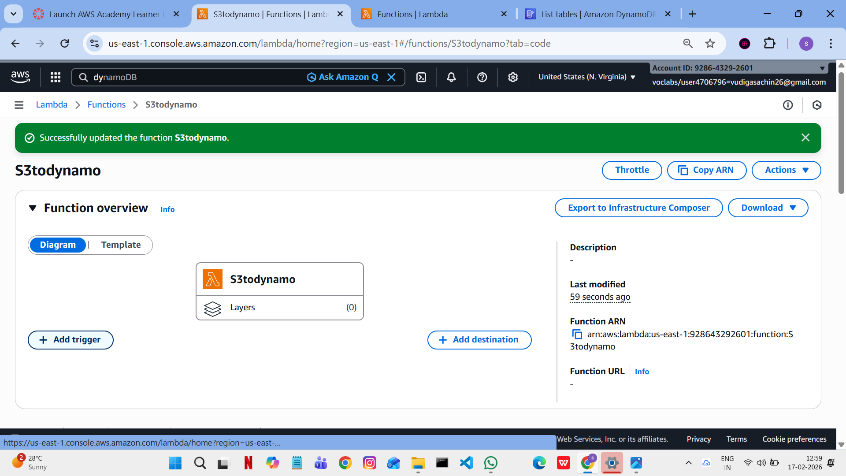 Launch AWS Academy Learner
S3todynamo | Functions | Lamb
Functions | Lambda
List tables | Amazon DynamoDB
us-east-1.console.aws.amazon.com/lambda/home?region=us-east-1#/functions/S3todynamo?tab=code
S
aws
dynamoDB
Ask Amazon Q
United States (N. Virginia)
Account ID: 9286-4329-2601
voclabs/user4706796=vudigasachin26@gmail.com
Lambda
Functions
S3todynamo
Successfully updated the function S3todynamo.
S3todynamo
Throttle
Copy ARN
Actions
Function overview
Info
Export to Infrastructure Composer
Download
Diagram
Template
S3todynamo
Layers
(0)
Add trigger
Add destination
Description
-
Last modified
59 seconds ago
Function ARN
arn:aws:lambda:us-east-1:928643292601:function:S
3todynamo
Function URL
Info
-
https://us-east-1.console.aws.amazon.com/lambda/home?region=us-east-...
Web Services, Inc. or its affiliates.
Privacy
Terms
Cookie preferences
2
28°C
Sunny
ENG
IN
12:59
17-02-2026